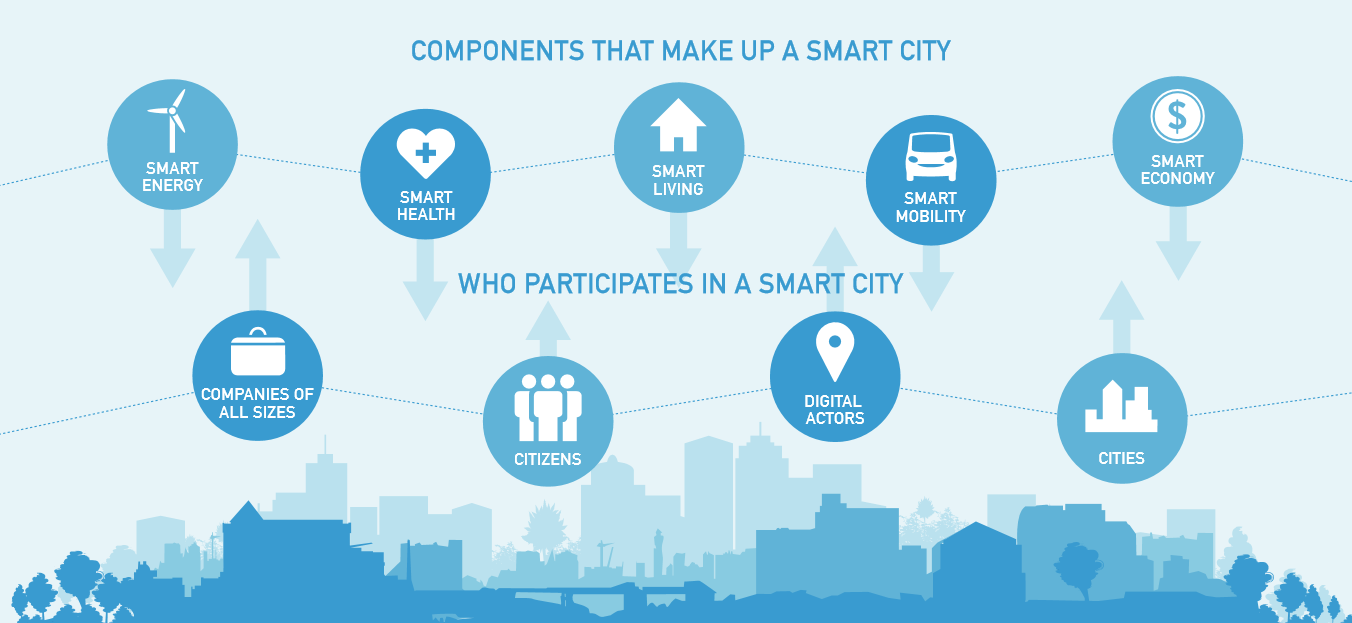 COMPONENTS THAT MAKE UP A SMART CITY
SMART
ENERGY
SMART
HEALTH
SMART
LIVING
SMART
MOBILITY
$
SMART
ECONOMY
WHO PARTICIPATES IN A SMART CITY
COMPANIES OF
ALL SIZES
CITIZENS
DIGITAL
ACTORS
CITIES